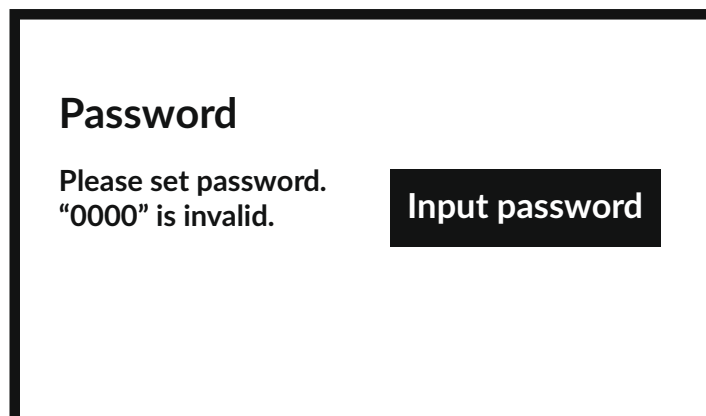 Password
Please set password.
“0000” is invalid.
Input password